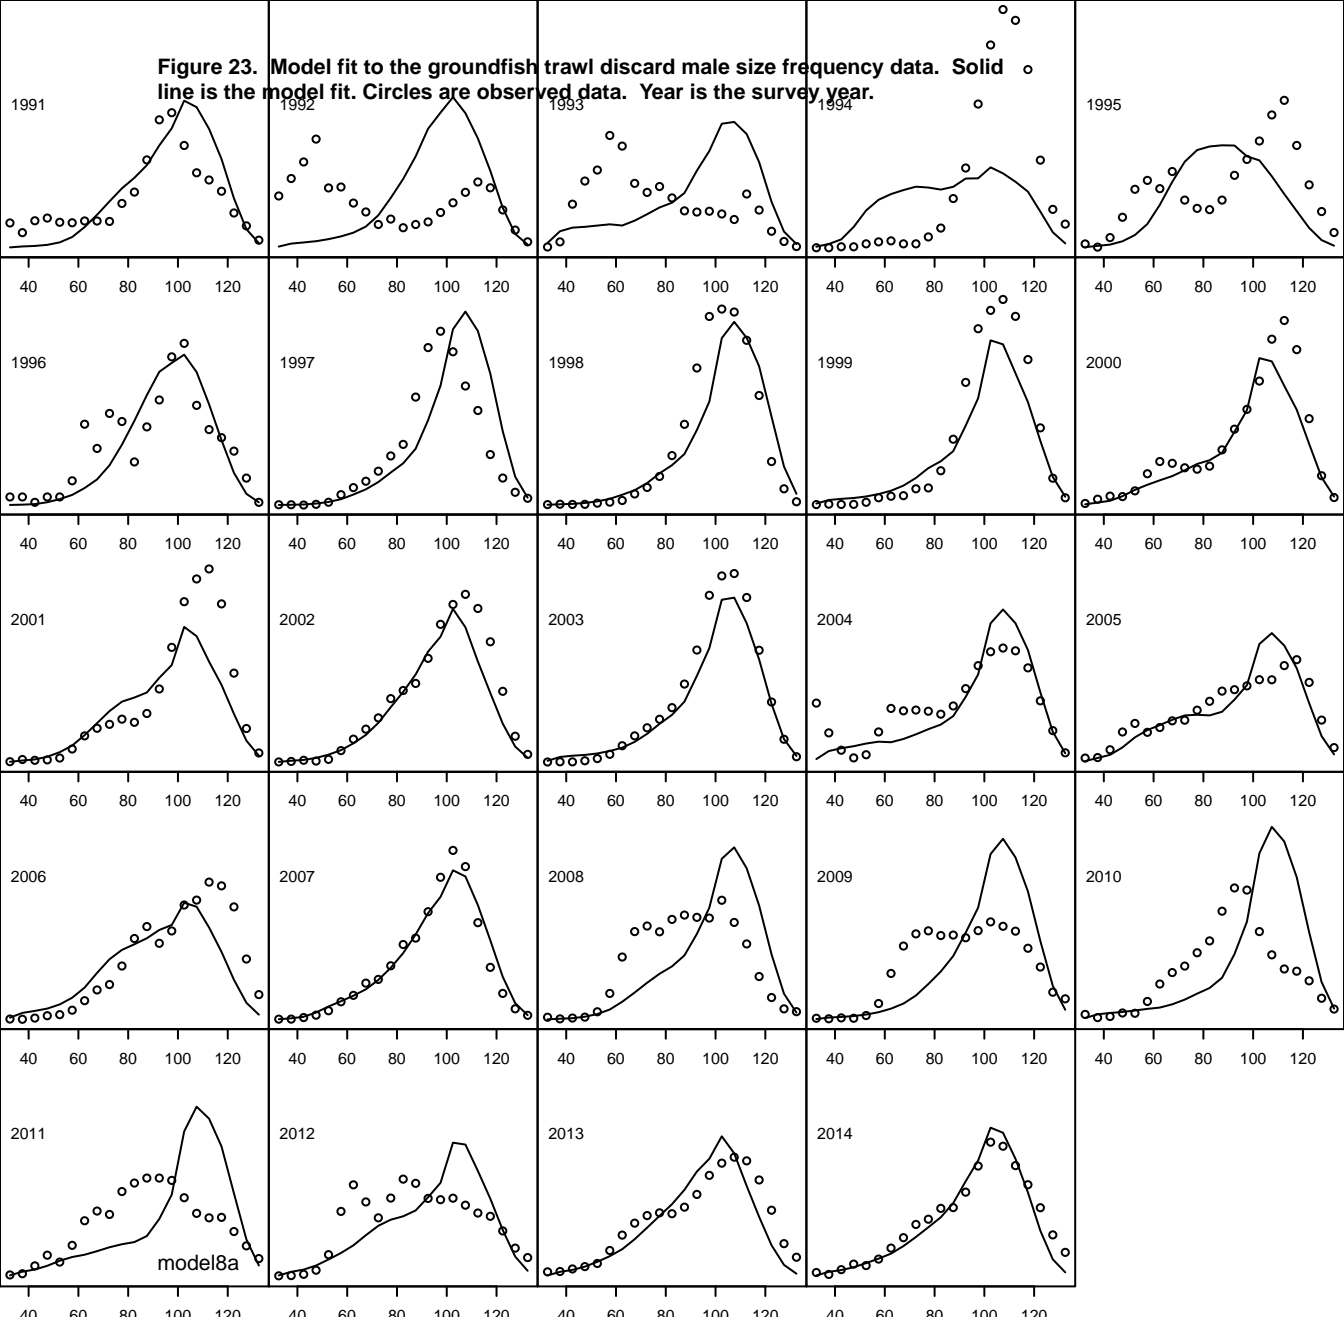 Figure 23.  Model fit to the groundfish trawl discard male size frequency data.  Solid
line is the model fit. Circles are observed data.  Year is the survey year.
1991 1992 1993 1994 1995
40 60 80 100 120 40 60 80 100 120 40 60 80 100 120 40 60 80 100 120 40 60 80 100 120
1996 1997 1998 1999 2000
40 60 80 100 120 40 60 80 100 120 40 60 80 100 120 40 60 80 100 120 40 60 80 100 120
2001 2002 2003 2004 2005
40 60 80 100 120 40 60 80 100 120 40 60 80 100 120 40 60 80 100 120 40 60 80 100 120
2006 2007 2008 2009 2010
40 60 80 100 120 40 60 80 100 120 40 60 80 100 120 40 60 80 100 120 40 60 80 100 120
2011 2012 2013 2014
model8a
40 60 80 100 120 40 60 80 100 120 40 60 80 100 120 40 60 80 100 120